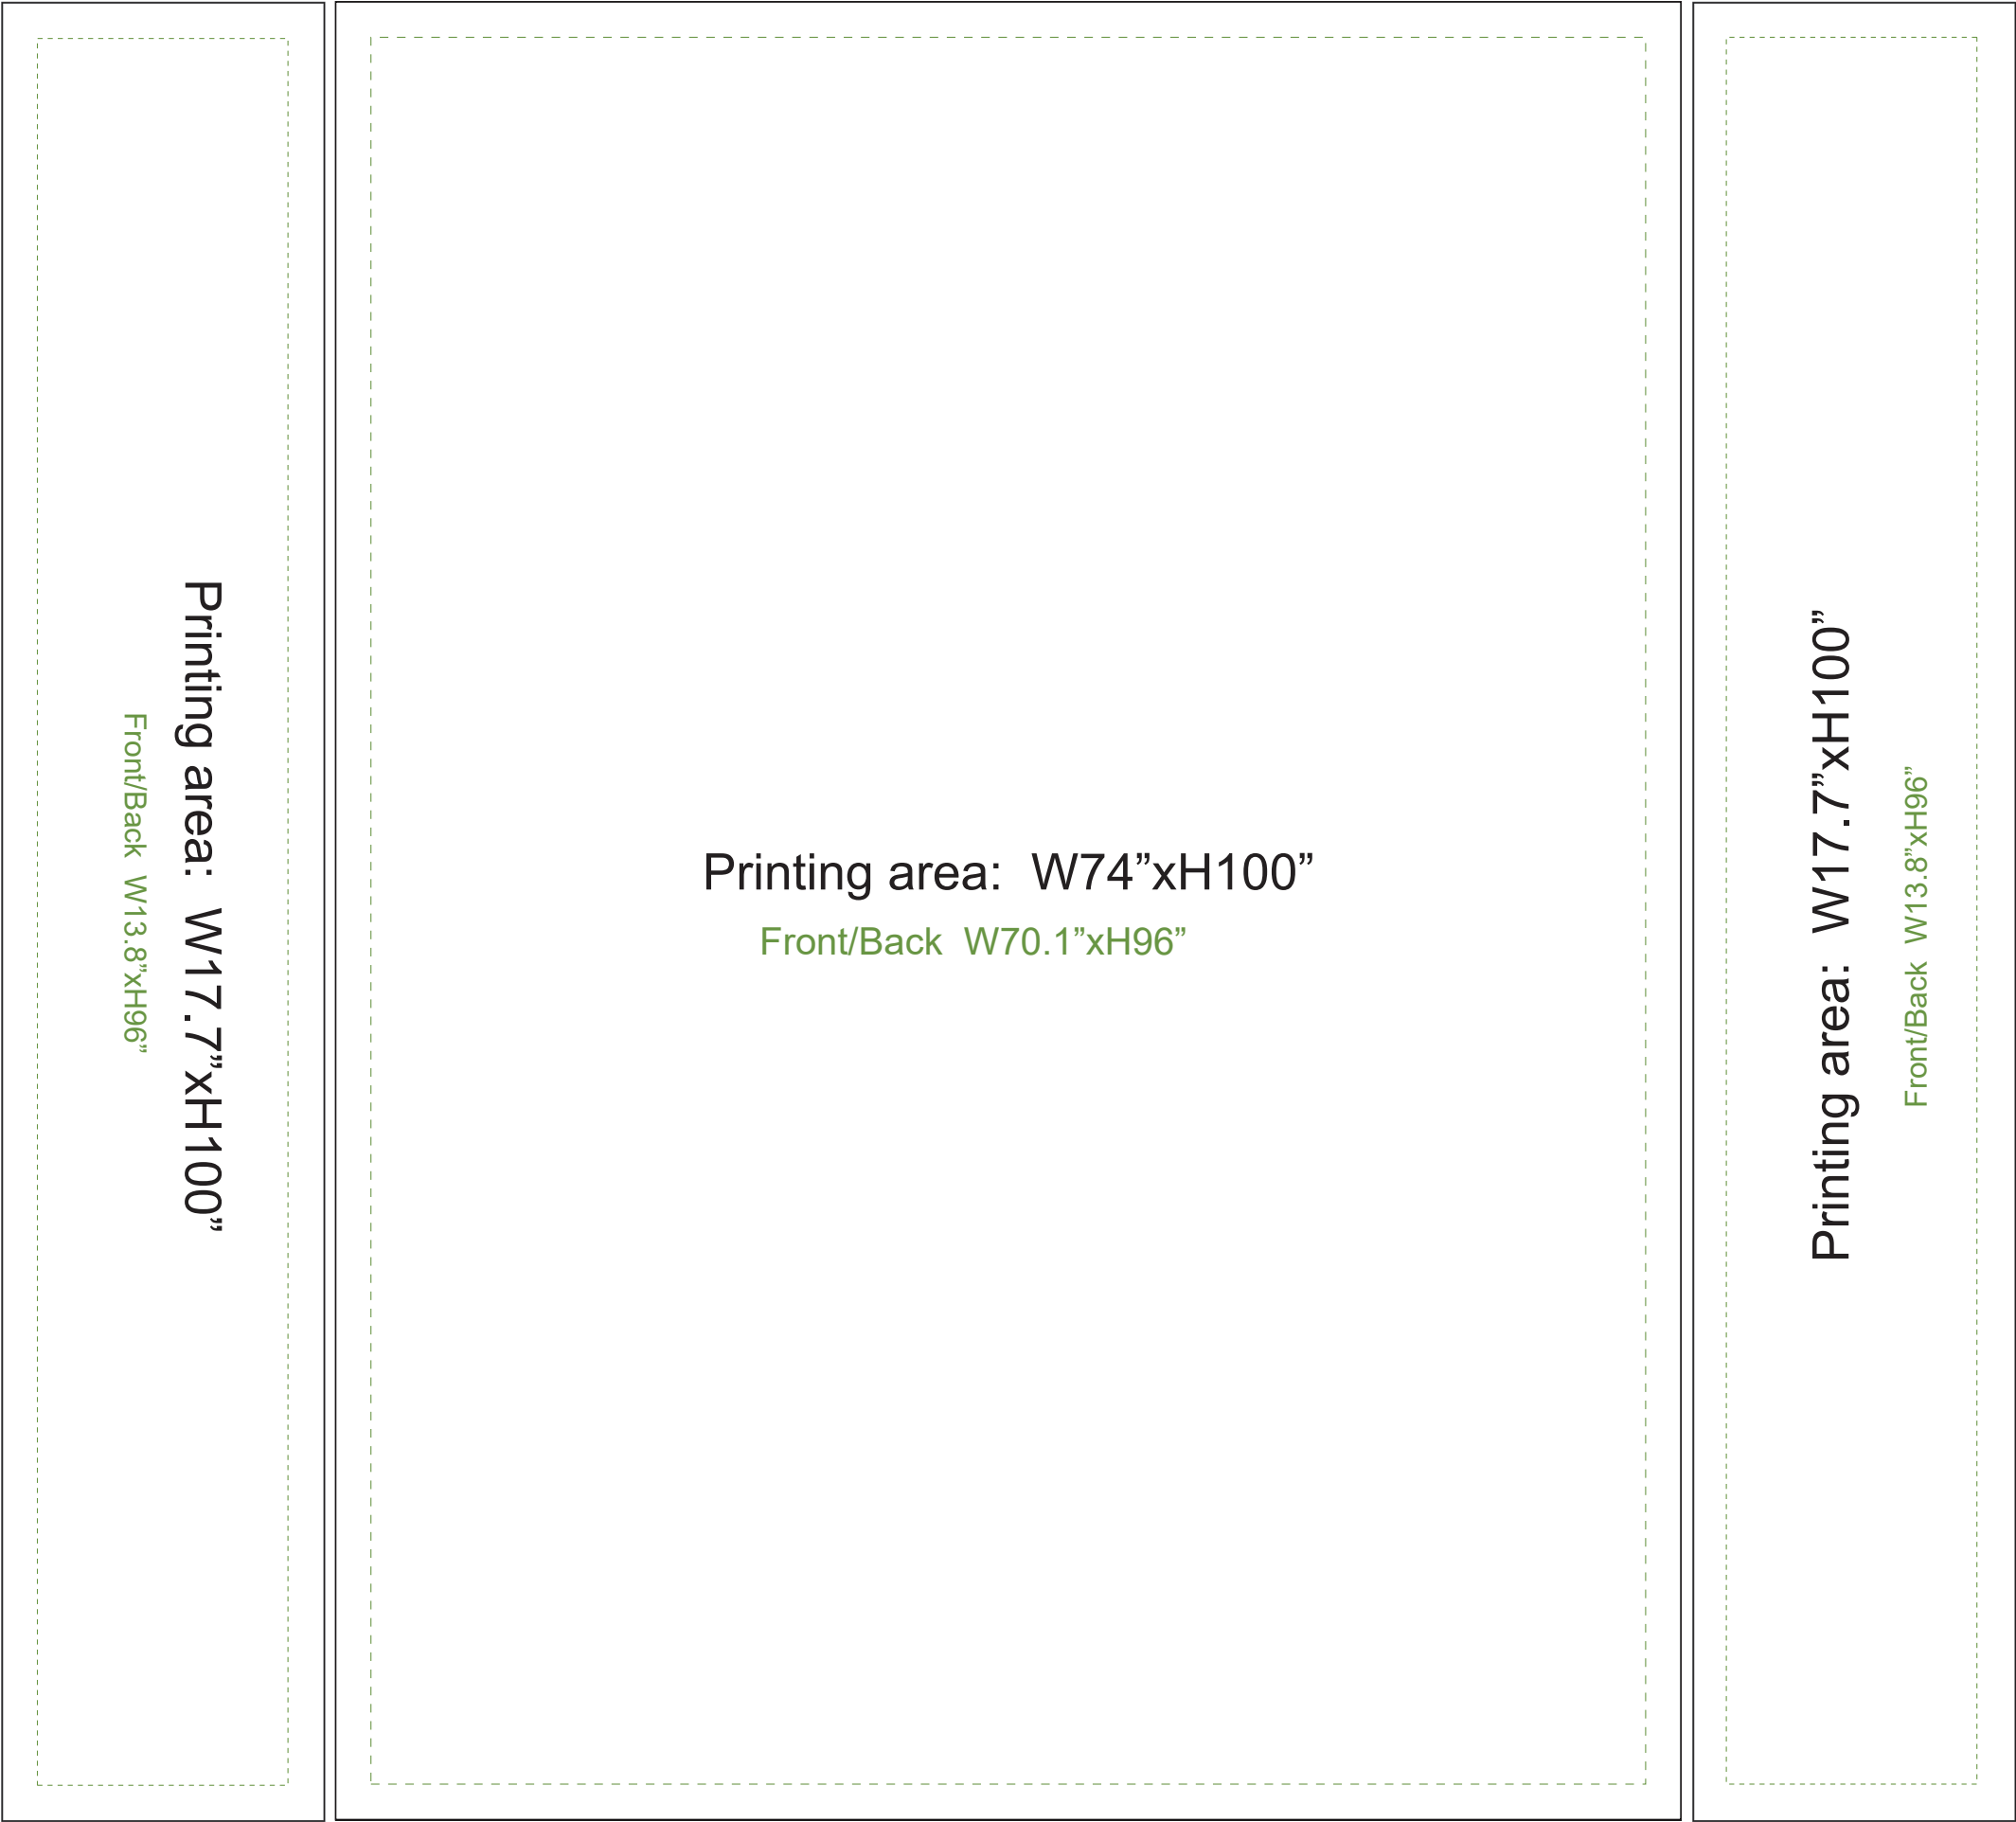 Printing area:  W17.7”xH100”
Front/Back  W13.8”xH96”
Printing area:  W74”xH100”
Front/Back  W70.1”xH96”
Printing area:  W17.7”xH100”
Front/Back  W13.8”xH96”